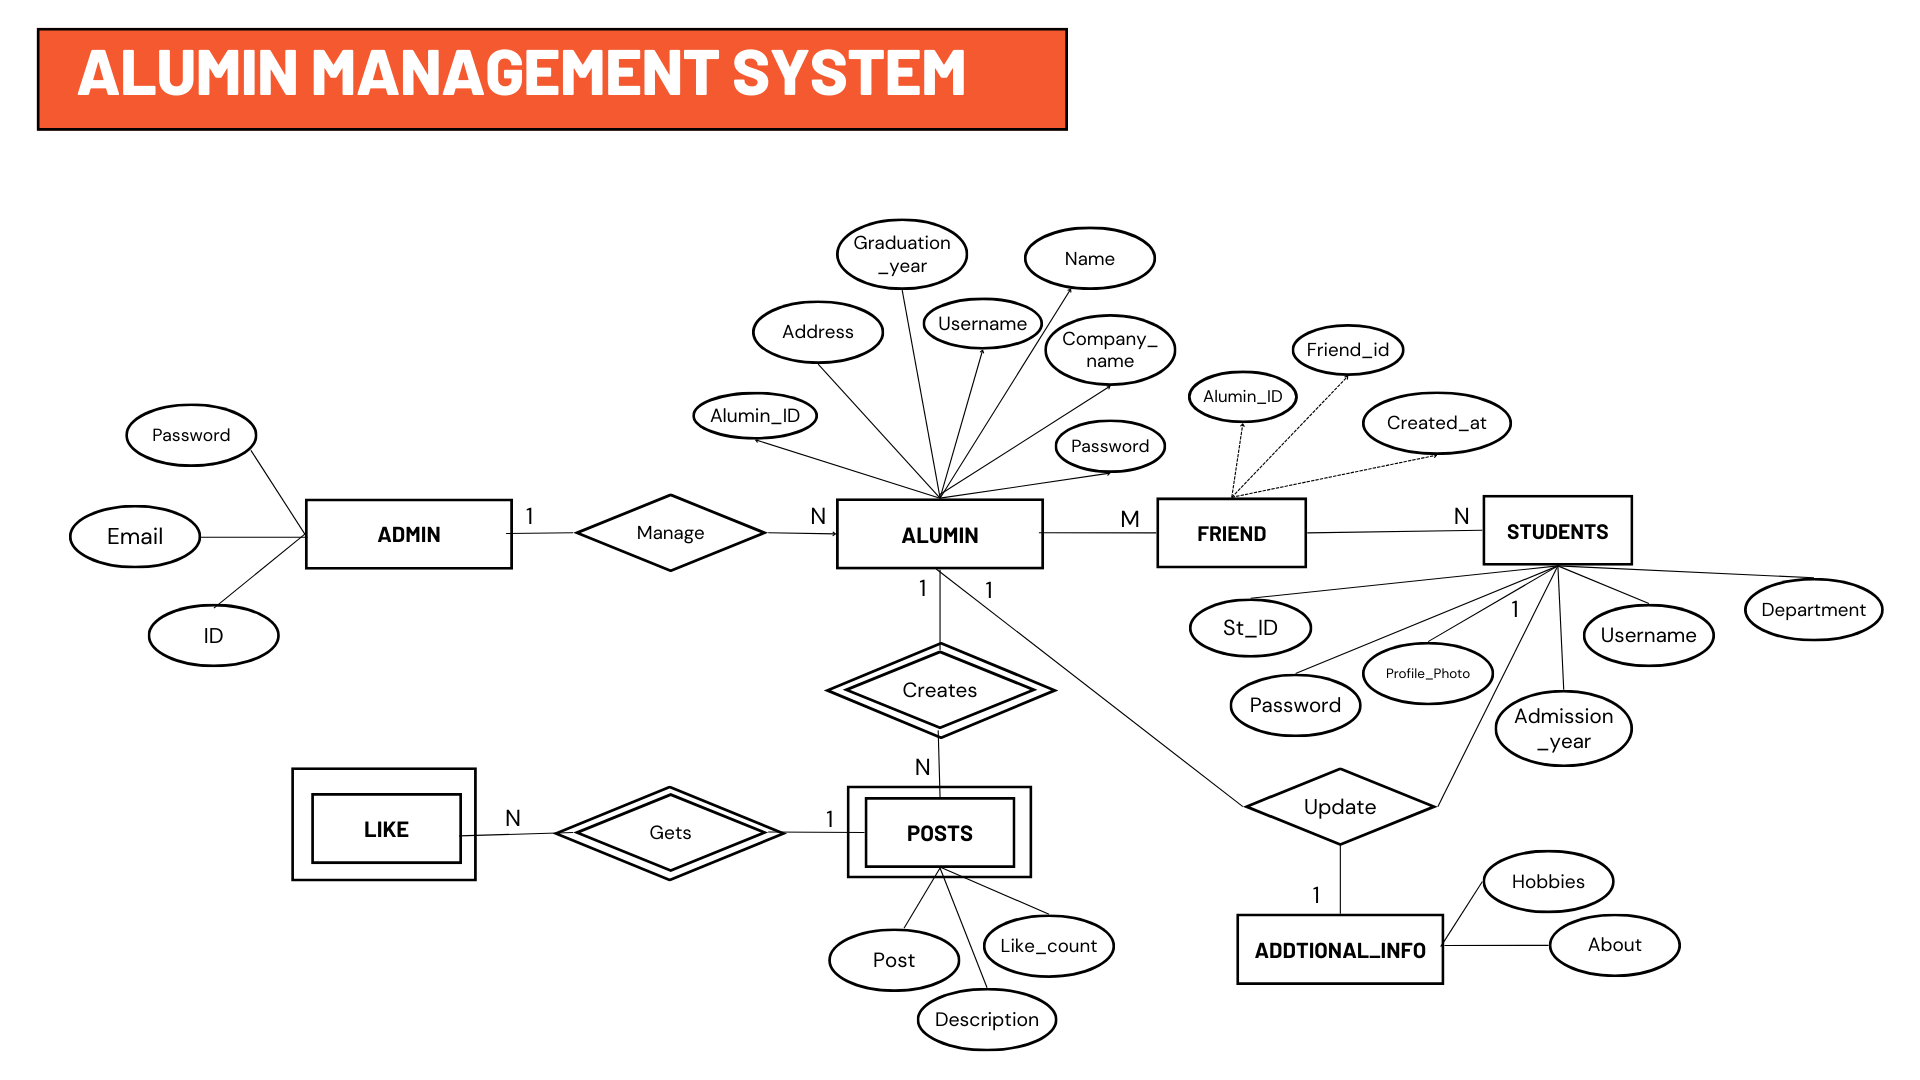 ALUMIN MANAGEMENT SYSTEM
Graduation
_year
Name
Address
Username
Company_
name
Friend_id
Alumin_ID
Alumin_ID
Created_at
Password
Password
Email
ADMIN
1
Manage
N
ALUMIN
M
FRIEND
N
STUDENTS
ID
1
1
1
St_ID
Username
Department
Profile_Photo
Password
Admission
_year
Creates
N
LIKE
N
Gets
1
POSTS
Update
1
Hobbies
ADDTIONAL_INFO
About
Post
Like_count
Description